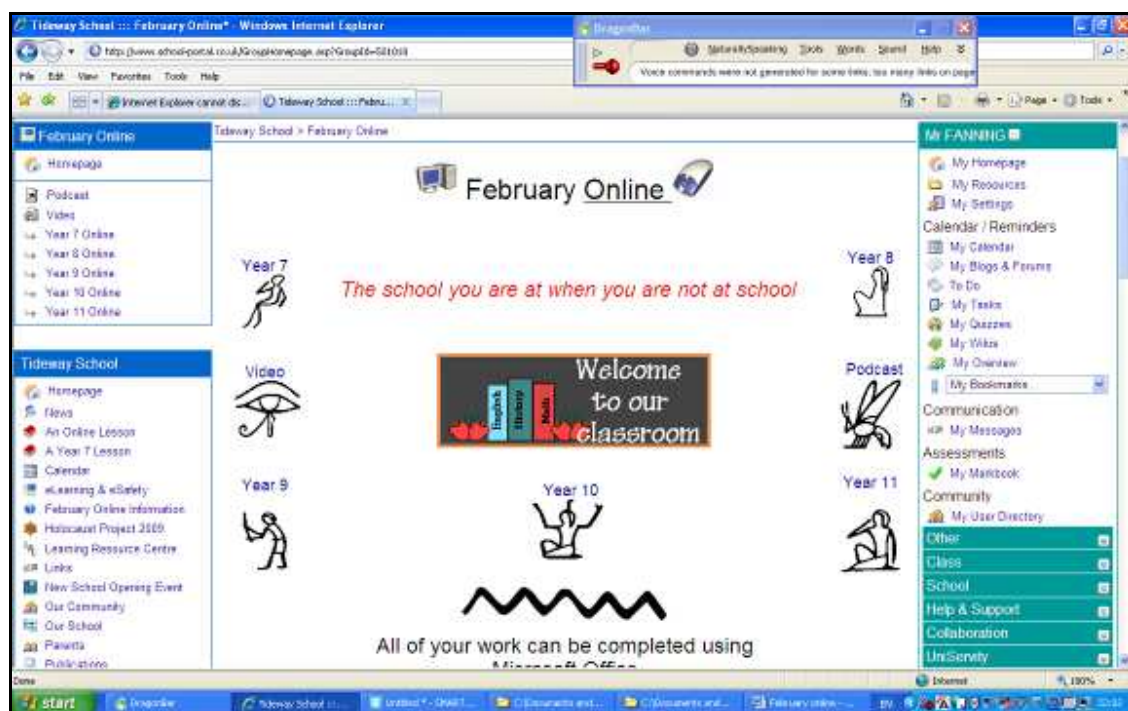 Tideway School ::: February Online* - Windows Internet Explorer
DragonBar
NaturallySpeaking Tools Words Sound Help
Voice commands were not generated for some links, too many links on page
File Edit View Favorites Tools Help
Internet Explorer cannot dis... Tideway School ::: Febru...
Page Tools
February Online
Homepage
Podcast
Video
Year 7 Online
Year 8 Online
Year 9 Online
Year 10 Online
Year 11 Online
Tideway School
Homepage
News
An Online Lesson
A Year 7 Lesson
Calendar
eLearning & eSafety
February Online Information
Holocaust Project 2009
Learning Resource Centre
Links
New School Opening Event
Our Community
Our School
Parents
Publications
Tideway School > February Online
February Online
Year 7
Year 8
The school you are at when you are not at school
Video
English
History
Math
Welcome
to our
classroom
Podcast
Year 9
Year 10
Year 11
All of your work can be completed using
Microsoft Office
Mr FANNING
My Homepage
My Resources
My Settings
Calendar / Reminders
My Calendar
My Blogs & Forums
To Do
My Tasks
My Quizzes
My Wikis
My Overview
My Bookmarks
Communication
My Messages
Assessments
My Markbook
Community
My User Directory
Other
Class
School
Help & Support
Collaboration
UniServity
Done
Internet
100%
start
DragonBar
Tideway School :::...
Untitled * - SMART...
C:\Documents and...
C:\Documents and...
February online -...
EN